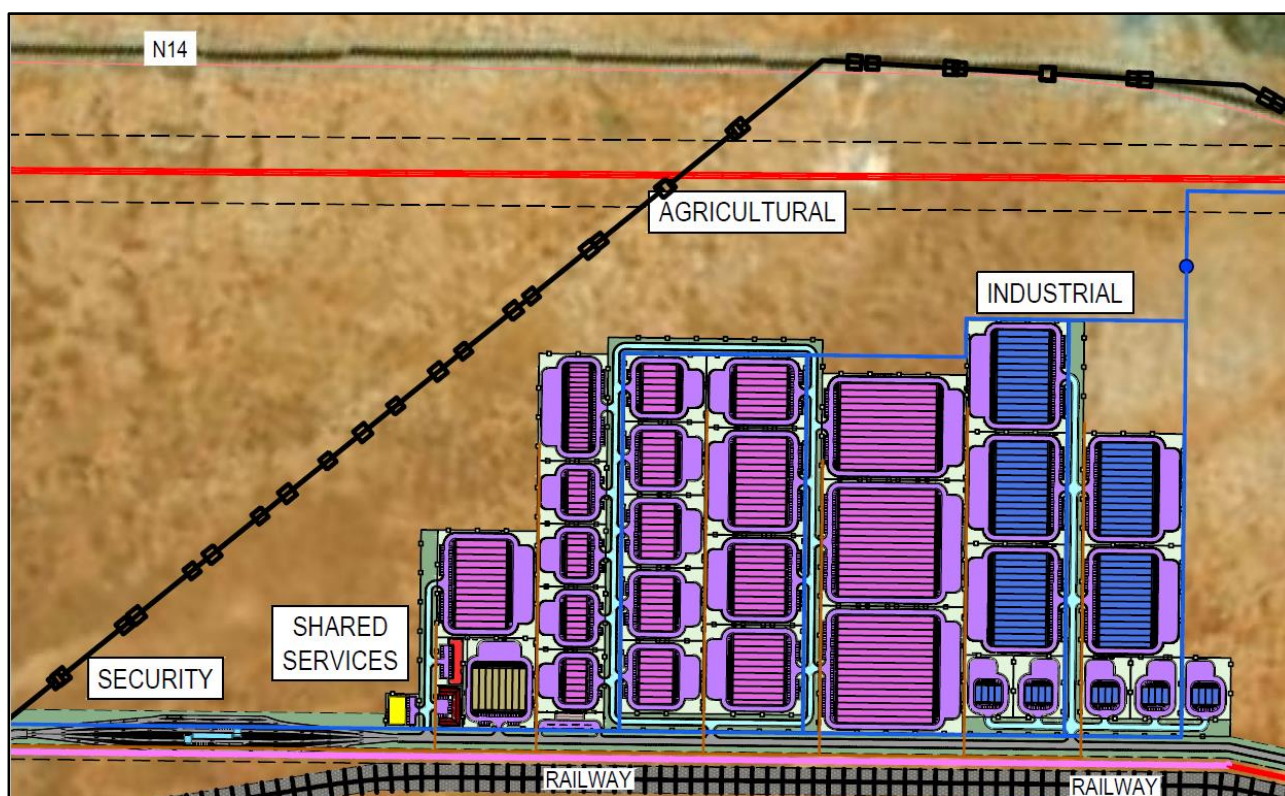 N14
AGRICULTURAL
INDUSTRIAL
SHARED
SERVICES
SECURITY
RAILWAY
RAILWAY